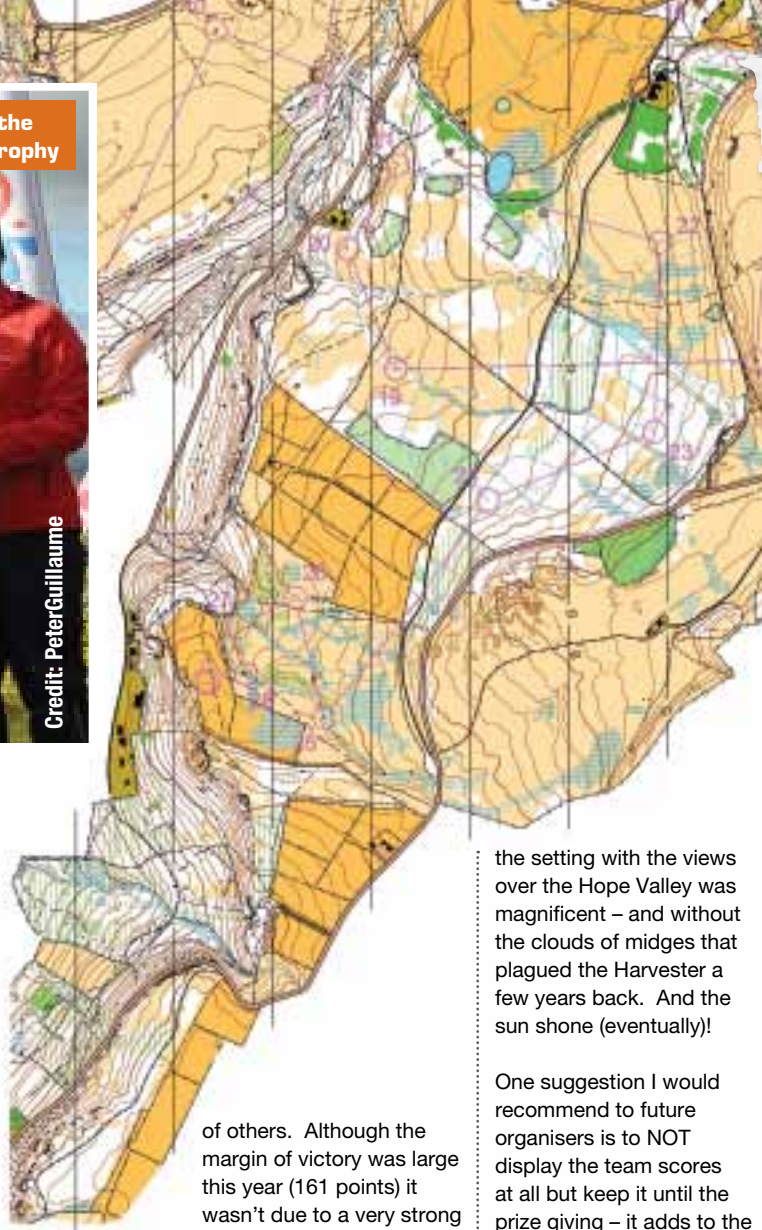 the
rophy
Credit: PeterGuillaume
20
19
22
23
of others. Although the
margin of victory was large
this year (161 points) it
wasn't due to a very strong
the setting with the views
over the Hope Valley was
magnificent – and without
the clouds of midges that
plagued the Harvester a
few years back. And the
sun shone (eventually)!
One suggestion I would
recommend to future
organisers is to NOT
display the team scores
at all but keep it until the
prize giving – it adds to the